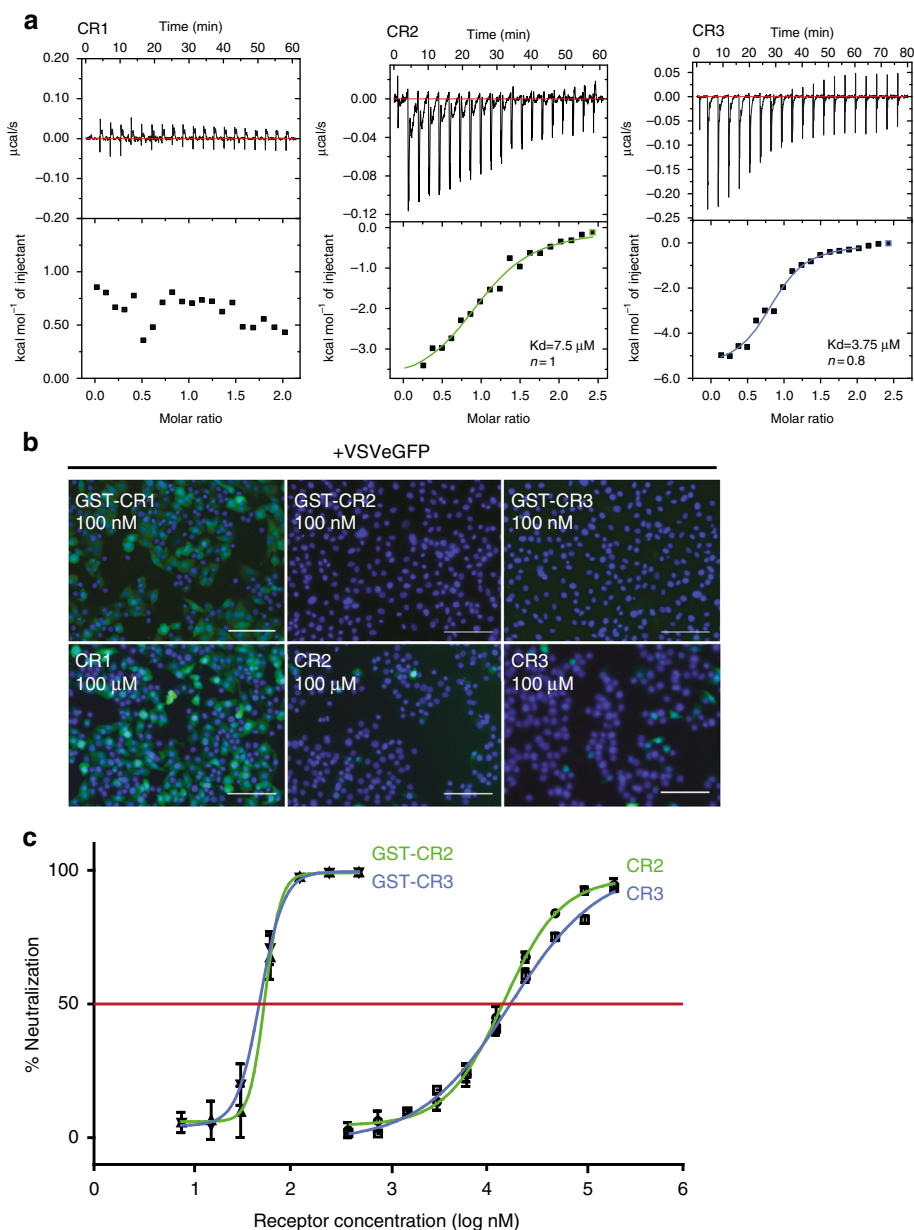 a
CR1
Time (min)
0 10 20 30 40 50 60
0.20
0.10
0.00
–0.10
–0.20
µcal/s
1.00
0.50
0.00
kcal mol⁻¹ of injectant
0.0 0.5 1.0 1.5 2.0
Molar ratio
CR2
Time (min)
0 10 20 30 40 50 60
0.00
–0.04
–0.08
–0.12
µcal/s
0.0
–1.0
–2.0
–3.0
kcal mol⁻¹ of injectant
Kd=7.5 µM
n=1
0.0 0.5 1.0 1.5 2.0 2.5
Molar ratio
CR3
Time (min)
0 10 20 30 40 50 60 70 80
0.05
0.00
–0.05
–0.10
–0.15
–0.20
–0.25
µcal/s
0.0
–2.0
–4.0
–6.0
kcal mol⁻¹ of injectant
Kd=3.75 µM
n=0.8
0.0 0.5 1.0 1.5 2.0 2.5
Molar ratio
b
+VSVeGFP
GST-CR1
100 nM
GST-CR2
100 nM
GST-CR3
100 nM
CR1
100 µM
CR2
100 µM
CR3
100 µM
c
GST-CR2
GST-CR3
CR2
CR3
100
50
0
% Neutralization
0 1 2 3 4 5 6
Receptor concentration (log nM)